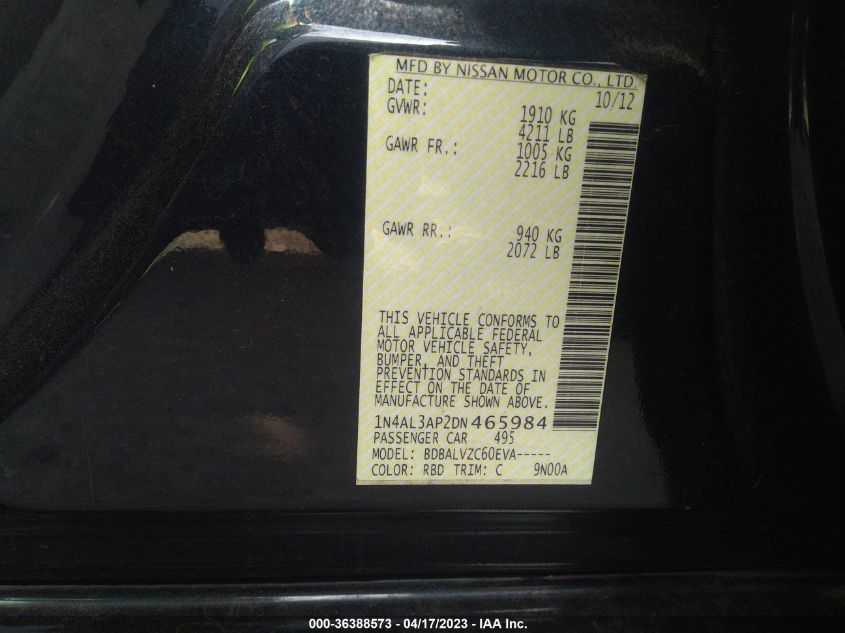 MFD BY NISSAN MOTOR CO., LTD.
DATE: 10/12
GVWR: 1910 KG
4211 LB
GAWR FR.: 1005 KG
2216 LB
GAWR RR.: 940 KG
2072 LB
THIS VEHICLE CONFORMS TO
ALL APPLICABLE FEDERAL
MOTOR VEHICLE SAFETY,
BUMPER, AND THEFT
PREVENTION STANDARDS IN
EFFECT ON THE DATE OF
MANUFACTURE SHOWN ABOVE.
1N4AL3AP2DN465984
PASSENGER CAR 495
MODEL: BDBALVZC60EVA-----
COLOR: RBD TRIM: C 9N00A
000-36388573 - 04/17/2023 - IAA Inc.